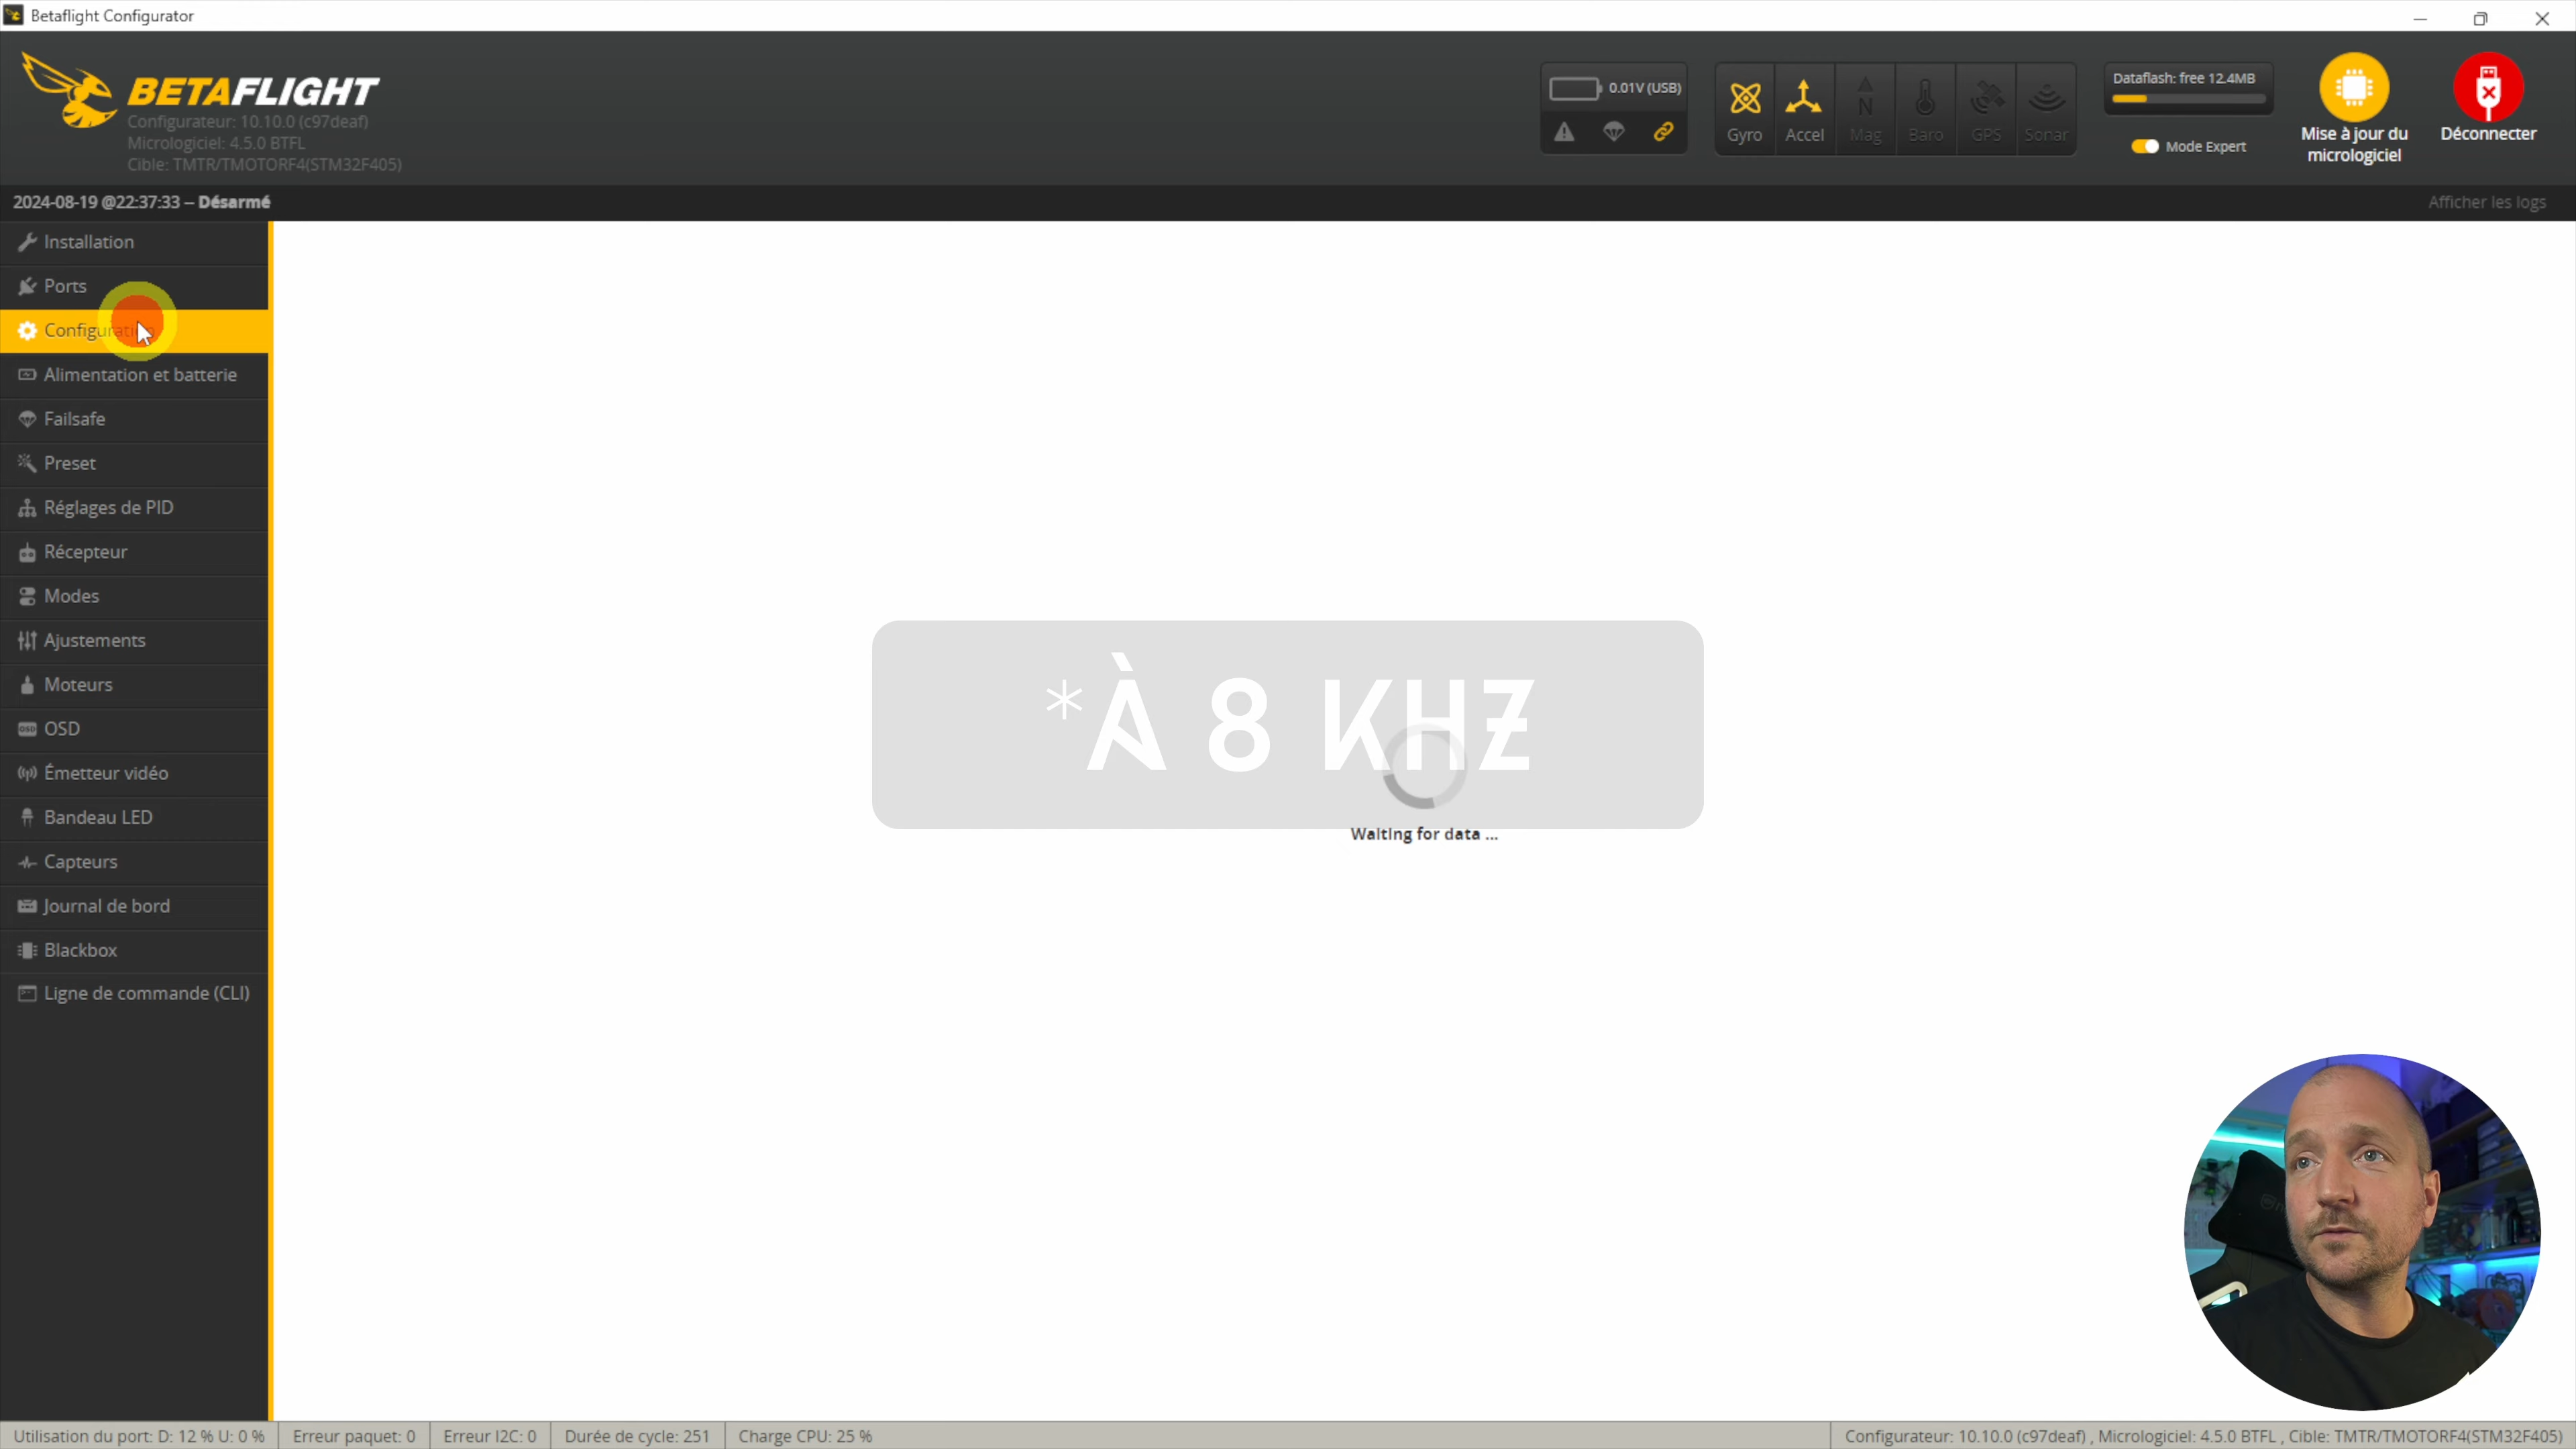 Betaflight Configurator
BETAFLIGHT
Configurateur: 10.10.0 (c97deaf)
Micrologiciel: 4.5.0 BTFL
Cible: TMTR/TMOTORF4(STM32F405)
0.01V (USB)
Gyro
Accel
Mag
Baro
GPS
Sonar
Dataflash: free 12.4MB
Mode Expert
Mise à jour du
micrologiciel
Déconnecter
2024-08-19 @22:37:33 -- Désarmé
Afficher les logs
Installation
Ports
Configuration
Alimentation et batterie
Failsafe
Preset
Réglages de PID
Récepteur
Modes
Ajustements
Moteurs
OSD
Émetteur vidéo
Bandeau LED
Capteurs
Journal de bord
Blackbox
Ligne de commande (CLI)
*À 8 KHZ
Waiting for data ...
Utilisation du port: D: 12 % U: 0 %
Erreur paquet: 0
Erreur I2C: 0
Durée de cycle: 251
Charge CPU: 25 %
Configurateur: 10.10.0 (c97deaf) , Micrologiciel: 4.5.0 BTFL , Cible: TMTR/TMOTORF4(STM32F405)